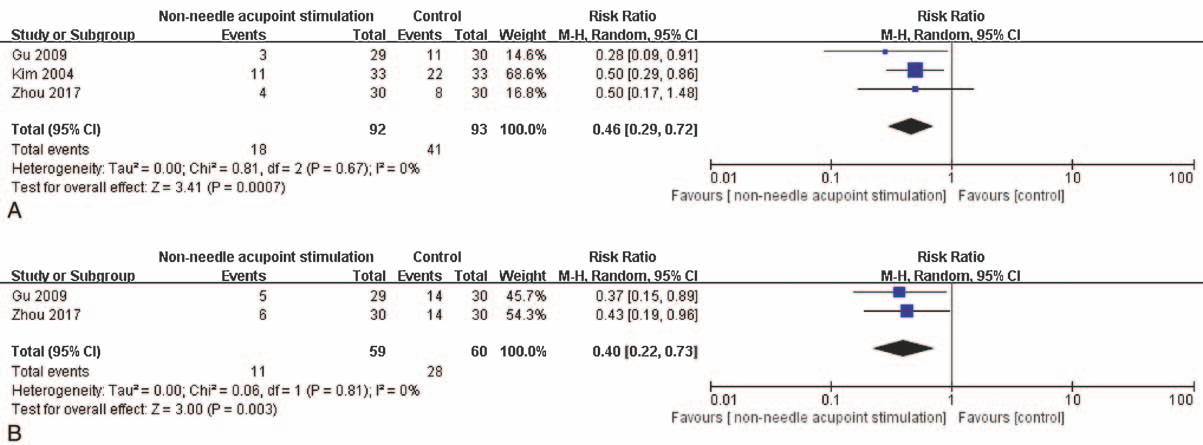 Non-needle acupoint stimulation Control Risk Ratio Risk Ratio
Study or Subgroup Events Total Events Total Weight M-H, Random, 95% CI M-H, Random, 95% CI
Gu 2009 3 29 11 30 14.6% 0.28 [0.09, 0.91]
Kim 2004 11 33 22 33 68.6% 0.50 [0.29, 0.86]
Zhou 2017 4 30 8 30 16.8% 0.50 [0.17, 1.48]
Total (95% CI) 92 93 100.0% 0.46 [0.29, 0.72]
Total events 18 41
Heterogeneity: Tau² = 0.00; Chi² = 0.81, df = 2 (P = 0.67); I² = 0%
0.01 0.1 1 10 100
Test for overall effect: Z = 3.41 (P = 0.0007)
Favours [ non-needle acupoint stimulation] Favours [control]
A
Non-needle acupoint stimulation Control Risk Ratio Risk Ratio
Study or Subgroup Events Total Events Total Weight M-H, Random, 95% CI M-H, Random, 95% CI
Gu 2009 5 29 14 30 45.7% 0.37 [0.15, 0.89]
Zhou 2017 6 30 14 30 54.3% 0.43 [0.19, 0.96]
Total (95% CI) 59 60 100.0% 0.40 [0.22, 0.73]
Total events 11 28
Heterogeneity: Tau² = 0.00; Chi² = 0.06, df = 1 (P = 0.81); I² = 0%
0.01 0.1 1 10 100
Test for overall effect: Z = 3.00 (P = 0.003)
Favours [ non-needle acupoint stimulation] Favours [control]
B